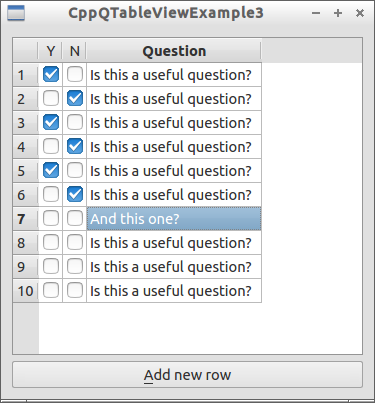 CppQTableViewExample3
Y N Question
1 Is this a useful question?
2 Is this a useful question?
3 Is this a useful question?
4 Is this a useful question?
5 Is this a useful question?
6 Is this a useful question?
7 And this one?
8 Is this a useful question?
9 Is this a useful question?
10 Is this a useful question?
Add new row